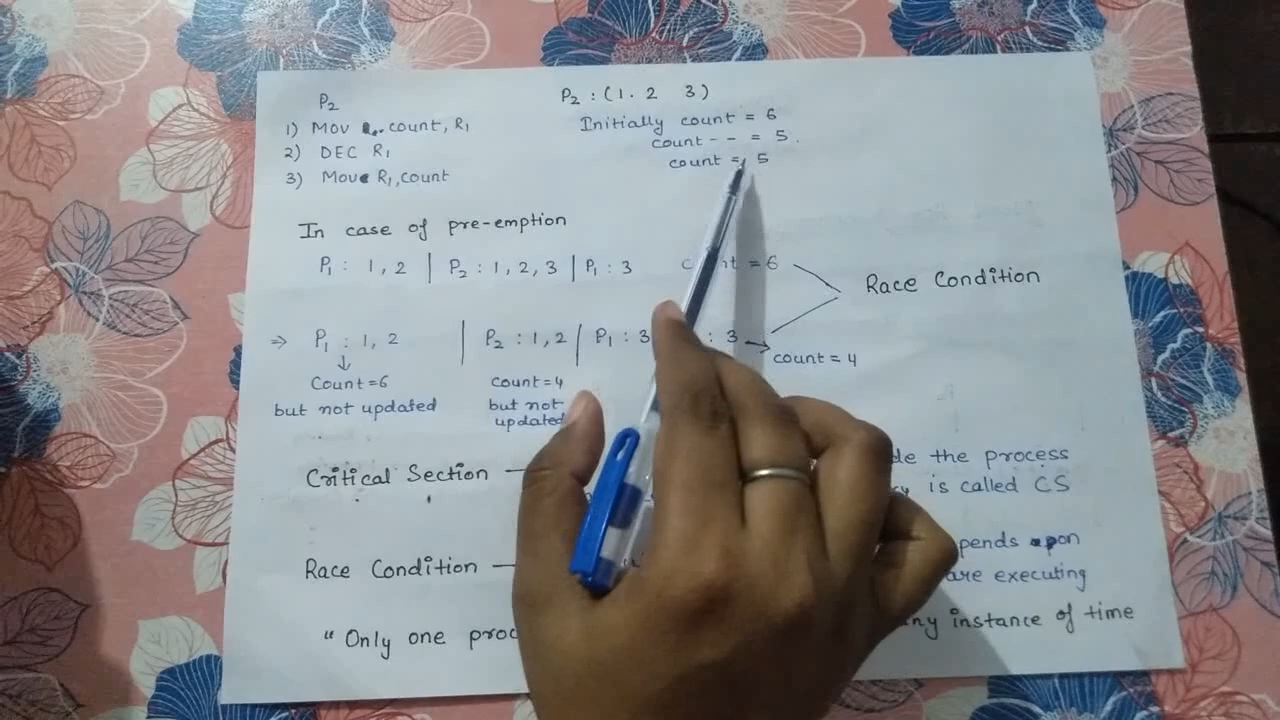 P₂
1) Mov count, R₁
2) DEC R₁
3) Move R₁, count
P₂ : (1. 2 3)
Initially count = 6
count - - = 5.
count = 5
In case of pre-emption
P₁ : 1, 2 | P₂ : 1, 2, 3 | P₁ : 3 = 6
Race Condition
⇒ P₁ : 1, 2 | P₂ : 1, 2 | P₁ : 3 : 3 → count = 4
↓
Count = 6
but not updated
count = 4
but not
updated
Critical Section — de the process
is called CS
Race Condition — pends upon
are executing
" Only one instance of time